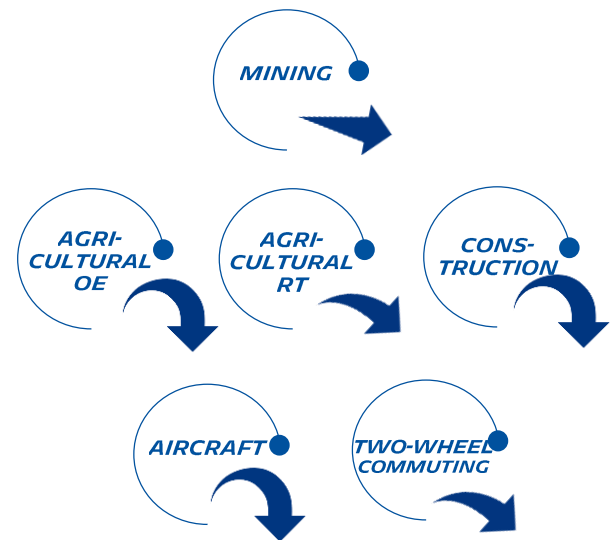 MINING
AGRI-
CULTURAL
OE
AGRI-
CULTURAL
RT
CONS-
TRUCTION
AIRCRAFT
TWO-WHEEL
COMMUTING